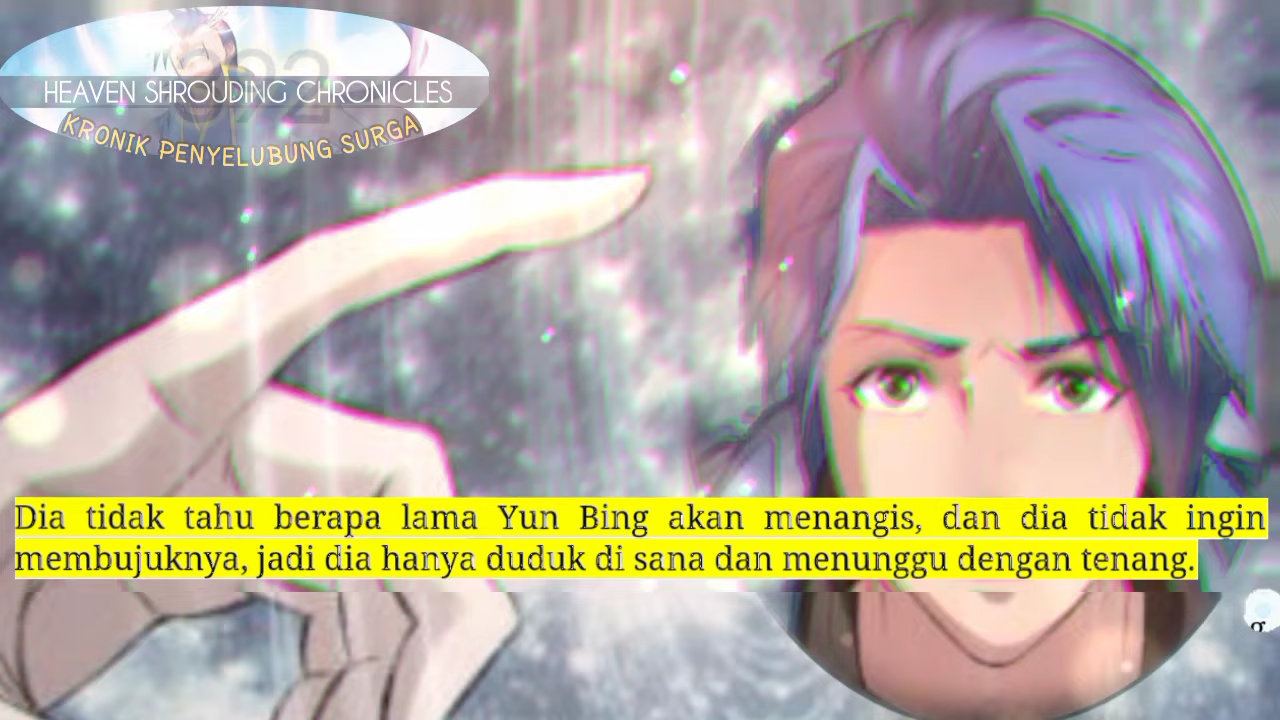 092
HEAVEN SHROUDING CHRONICLES
KRONIK PENYELUBUNG SURGA
Dia tidak tahu berapa lama Yun Bing akan menangis, dan dia tidak ingin
membujuknya, jadi dia hanya duduk di sana dan menunggu dengan tenang.